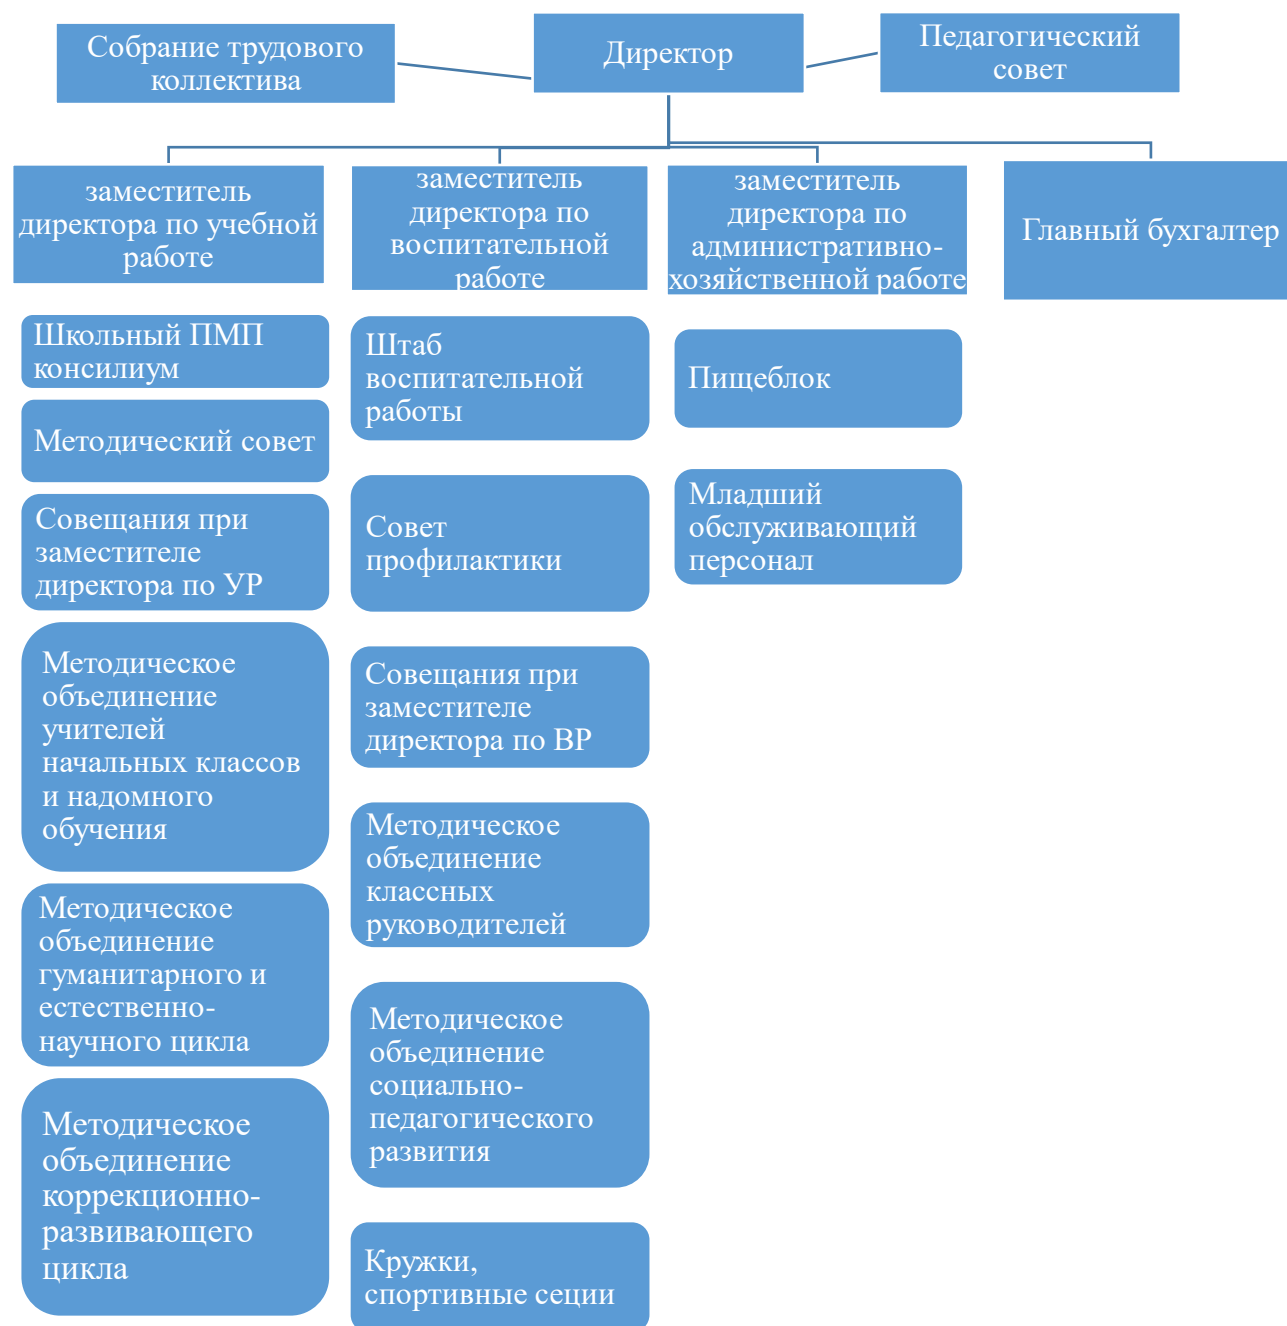 Собрание трудового
коллектива
Директор
Педагогический
совет
заместитель
директора по учебной
работе
заместитель
директора по
воспитательной
работе
заместитель
директора по
административно-
хозяйственной работе
Главный бухгалтер
Школьный ПМП
консилиум
Методический совет
Совещания при
заместителе
директора по УР
Методическое
объединение
учителей
начальных классов
и надомного
обучения
Методическое
объединение
гуманитарного и
естественно-
научного цикла
Методическое
объединение
коррекционно-
развивающего
цикла
Штаб
воспитательной
работы
Совет
профилактики
Совещания при
заместителе
директора по ВР
Методическое
объединение
классных
руководителей
Методическое
объединение
социально-
педагогического
развития
Кружки,
спортивные сеции
Пищеблок
Младший
обслуживающий
персонал